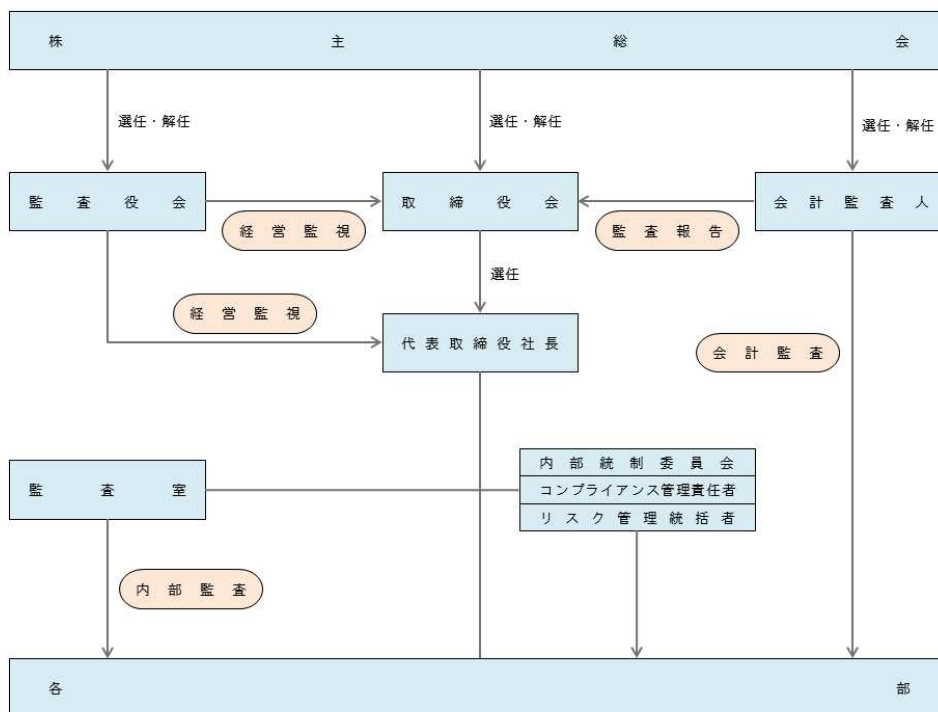 株主総会
選任・解任
選任・解任
選任・解任
監査役会
取締役会
会計監査人
経営監視
監査報告
選任
経営監視
代表取締役社長
会計監査
監査室
内部統制委員会
コンプライアンス管理責任者
リスク管理統括者
内部監査
各部